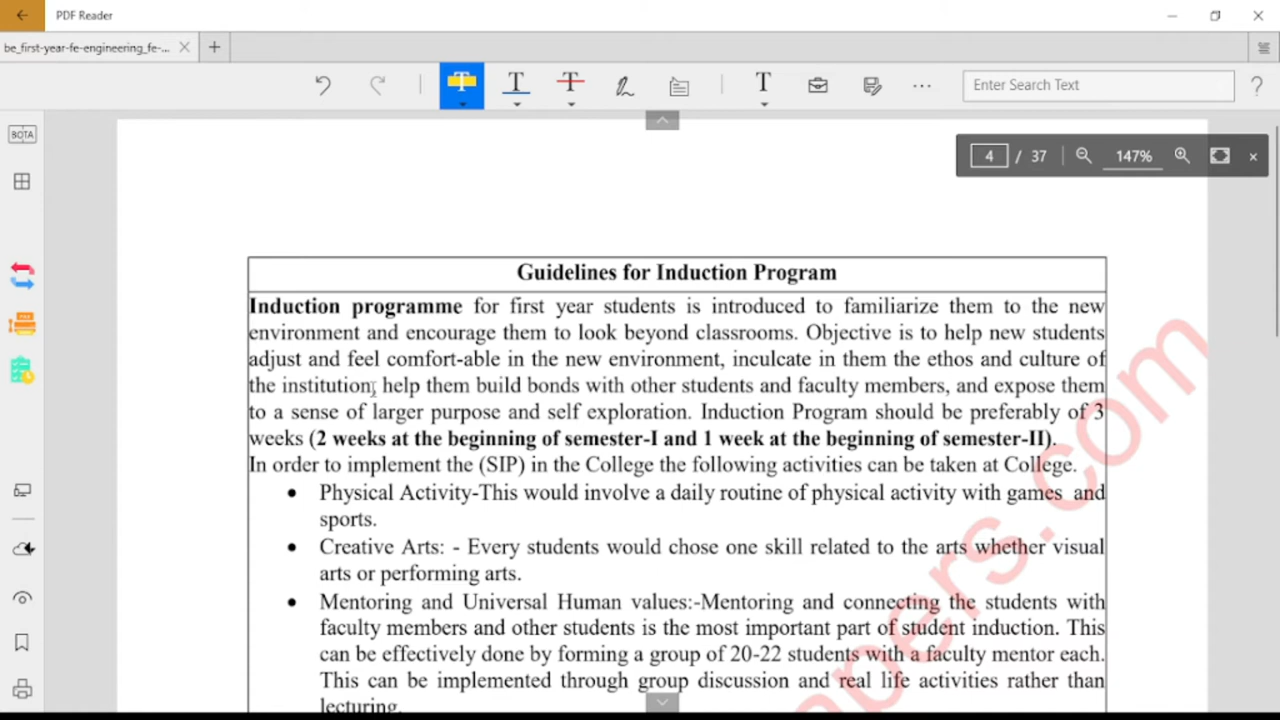 PDF Reader
be_first-year-fe-engineering_fe-...
T T T T ... Enter Search Text ?
BOTA
4 / 37 147%
Guidelines for Induction Program
Induction programme for first year students is introduced to familiarize them to the new
environment and encourage them to look beyond classrooms. Objective is to help new students
adjust and feel comfort-able in the new environment, inculcate in them the ethos and culture of
the institution, help them build bonds with other students and faculty members, and expose them
to a sense of larger purpose and self exploration. Induction Program should be preferably of 3
weeks (2 weeks at the beginning of semester-I and 1 week at the beginning of semester-II).
In order to implement the (SIP) in the College the following activities can be taken at College.
• Physical Activity-This would involve a daily routine of physical activity with games and
sports.
• Creative Arts: - Every students would chose one skill related to the arts whether visual
arts or performing arts.
• Mentoring and Universal Human values:-Mentoring and connecting the students with
faculty members and other students is the most important part of student induction. This
can be effectively done by forming a group of 20-22 students with a faculty mentor each.
This can be implemented through group discussion and real life activities rather than
lecturing.
apers.com